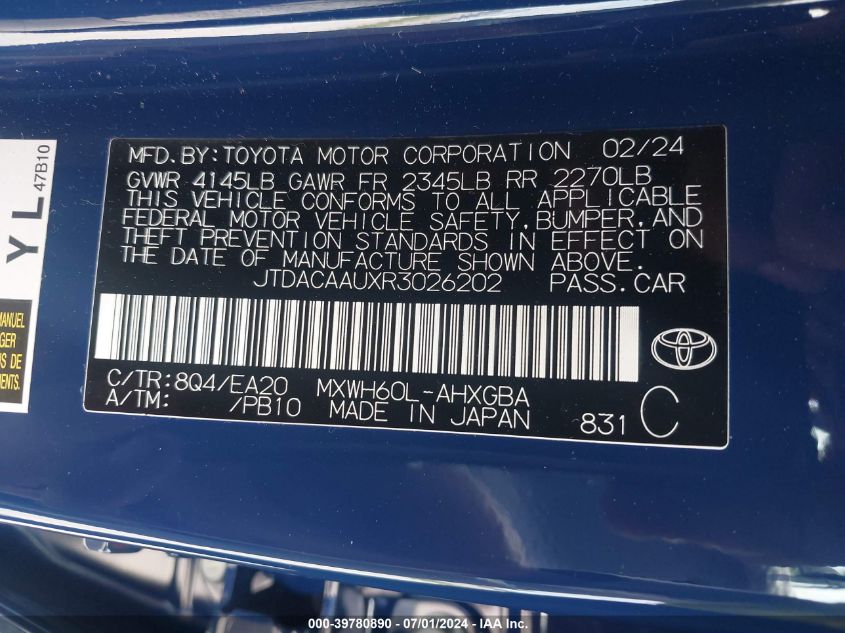 MFD.BY:TOYOTA MOTOR CORPORATION 02/24
GVWR 4145LB GAWR FR 2345LB RR 2270LB
THIS VEHICLE CONFORMS TO ALL APPLICABLE
FEDERAL MOTOR VEHICLE SAFETY, BUMPER, AND
THEFT PREVENTION STANDARDS IN EFFECT ON
THE DATE OF MANUFACTURE SHOWN ABOVE.
JTDACAAUXR3026202 PASS.CAR
C/TR:8Q4/EA20 MXWH60L-AHXGBA
A/TM: /PB10 MADE IN JAPAN 831 C
YL
47B10
MANUEL
000-39780890 - 07/01/2024 - IAA Inc.